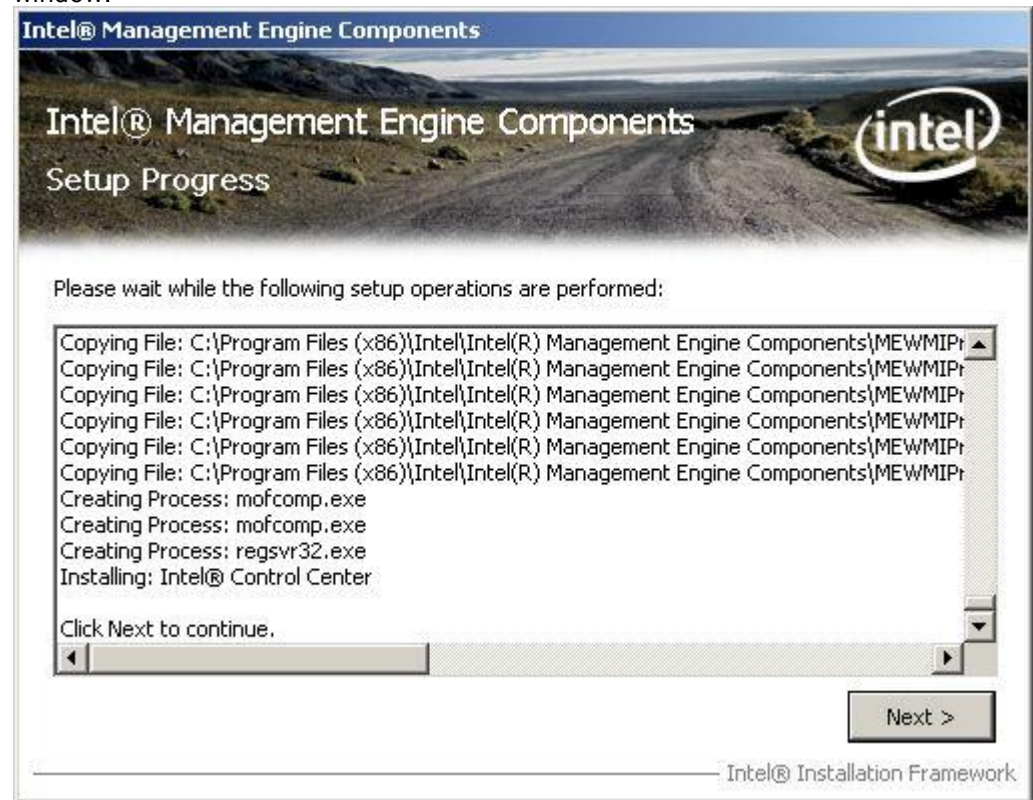 window.
Intel® Management Engine Components
Intel® Management Engine Components
intel
Setup Progress
Please wait while the following setup operations are performed:
Copying File: C:\Program Files (x86)\Intel\Intel(R) Management Engine Components\MEWMIPr
Copying File: C:\Program Files (x86)\Intel\Intel(R) Management Engine Components\MEWMIPr
Copying File: C:\Program Files (x86)\Intel\Intel(R) Management Engine Components\MEWMIPr
Copying File: C:\Program Files (x86)\Intel\Intel(R) Management Engine Components\MEWMIPr
Copying File: C:\Program Files (x86)\Intel\Intel(R) Management Engine Components\MEWMIPr
Copying File: C:\Program Files (x86)\Intel\Intel(R) Management Engine Components\MEWMIPr
Creating Process: mofcomp.exe
Creating Process: mofcomp.exe
Creating Process: regsvr32.exe
Installing: Intel® Control Center
Click Next to continue.
Next >
Intel® Installation Framework